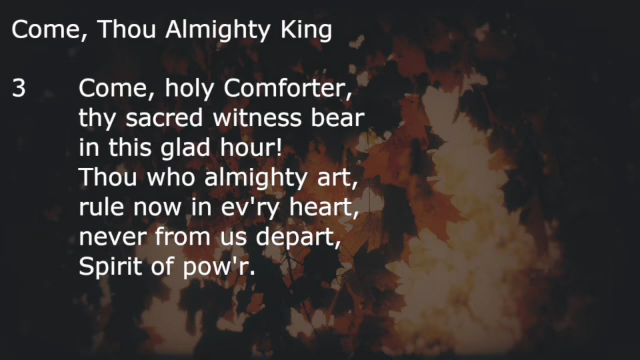 Come, Thou Almighty King
3 Come, holy Comforter,
thy sacred witness bear
in this glad hour!
Thou who almighty art,
rule now in ev'ry heart,
never from us depart,
Spirit of pow'r.